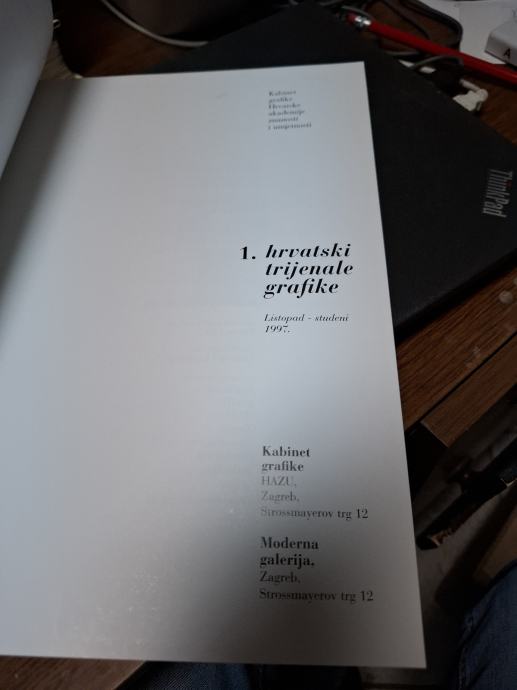 Kabinet
grafike
Hrvatske
akademije
znanosti
i umjetnosti
1. hrvatski
trijenale
grafike
Listopad - studeni
1997.
Kabinet
grafike
HAZU,
Zagreb,
Strossmayerov trg 12
Moderna
galerija,
Zagreb,
Strossmayerov trg 12
ThinkPad
A